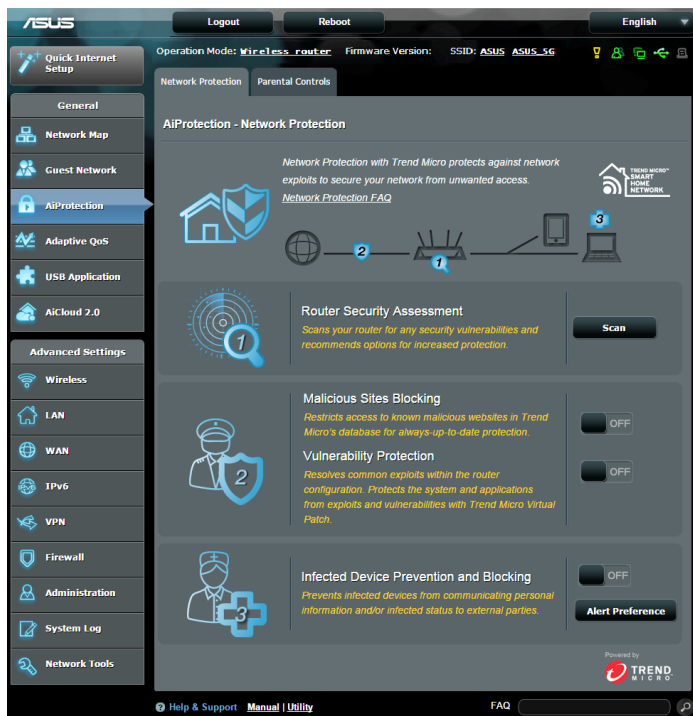 ASUS
Logout
Reboot
English
Quick Internet
Setup
Operation Mode: Wireless router Firmware Version: SSID: ASUS ASUS_5G
Network Protection
Parental Controls
General
Network Map
Guest Network
AiProtection
Adaptive QoS
USB Application
AiCloud 2.0
Advanced Settings
Wireless
LAN
WAN
IPv6
VPN
Firewall
Administration
System Log
Network Tools
AiProtection - Network Protection
Network Protection with Trend Micro protects against network
exploits to secure your network from unwanted access.
Network Protection FAQ
TREND MICRO™
SMART
HOME
NETWORK
1
2
3
1
Router Security Assessment
Scans your router for any security vulnerabilities and
recommends options for increased protection.
Scan
2
Malicious Sites Blocking
Restricts access to known malicious websites in Trend
Micro's database for always-up-to-date protection.
OFF
Vulnerability Protection
Resolves common exploits within the router
configuration. Protects the system and applications
from exploits and vulnerabilities with Trend Micro Virtual
Patch.
OFF
3
Infected Device Prevention and Blocking
Prevents infected devices from communicating personal
information and/or infected status to external parties.
OFF
Alert Preference
Powered by
TREND
MICRO
Help & Support Manual | Utility
FAQ